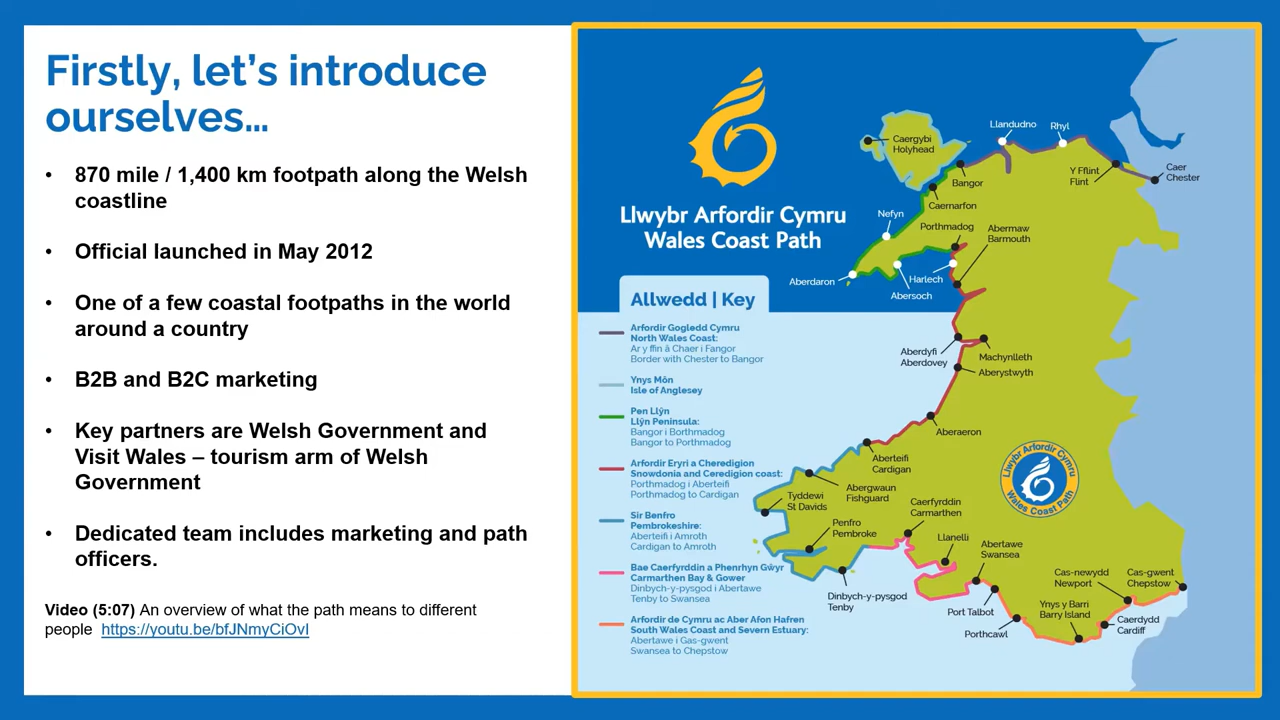 Firstly, let's introduce
ourselves…
• 870 mile / 1,400 km footpath along the Welsh
coastline
• Official launched in May 2012
• One of a few coastal footpaths in the world
around a country
• B2B and B2C marketing
• Key partners are Welsh Government and
Visit Wales – tourism arm of Welsh
Government
• Dedicated team includes marketing and path
officers.
Video (5:07) An overview of what the path means to different
people https://youtu.be/bfJNmyCiOvI
Llwybr Arfordir Cymru
Wales Coast Path
Allwedd | Key
Arfordir Gogledd Cymru
North Wales Coast:
Ar y ffin â Chaer i Fangor
Border with Chester to Bangor
Ynys Môn
Isle of Anglesey
Pen Llŷn
Llŷn Peninsula:
Bangor i Borthmadog
Bangor to Porthmadog
Arfordir Eryri a Cheredigion
Snowdonia and Ceredigion coast:
Porthmadog i Aberteifi
Porthmadog to Cardigan
Sir Benfro
Pembrokeshire:
Aberteifi i Amroth
Cardigan to Amroth
Bae Caerfyrddin a Phenrhyn Gŵyr
Carmarthen Bay & Gower
Dinbych-y-pysgod i Abertawe
Tenby to Swansea
Arfordir de Cymru ac Aber Afon Hafren
South Wales Coast and Severn Estuary:
Abertawe i Gas-gwent
Swansea to Chepstow
Caergybi
Holyhead
Llandudno
Rhyl
Y Fflint
Flint
Caer
Chester
Bangor
Caernarfon
Nefyn
Porthmadog
Abermaw
Barmouth
Aberdaron
Harlech
Abersoch
Aberdyfi
Aberdovey
Machynlleth
Aberystwyth
Aberaeron
Aberteifi
Cardigan
Abergwaun
Fishguard
Tyddewi
St Davids
Penfro
Pembroke
Caerfyrddin
Carmarthen
Llanelli
Abertawe
Swansea
Dinbych-y-pysgod
Tenby
Port Talbot
Porthcawl
Cas-newydd
Newport
Cas-gwent
Chepstow
Ynys y Barri
Barry Island
Caerdydd
Cardiff
Llwybr Arfordir Cymru
Wales Coast Path